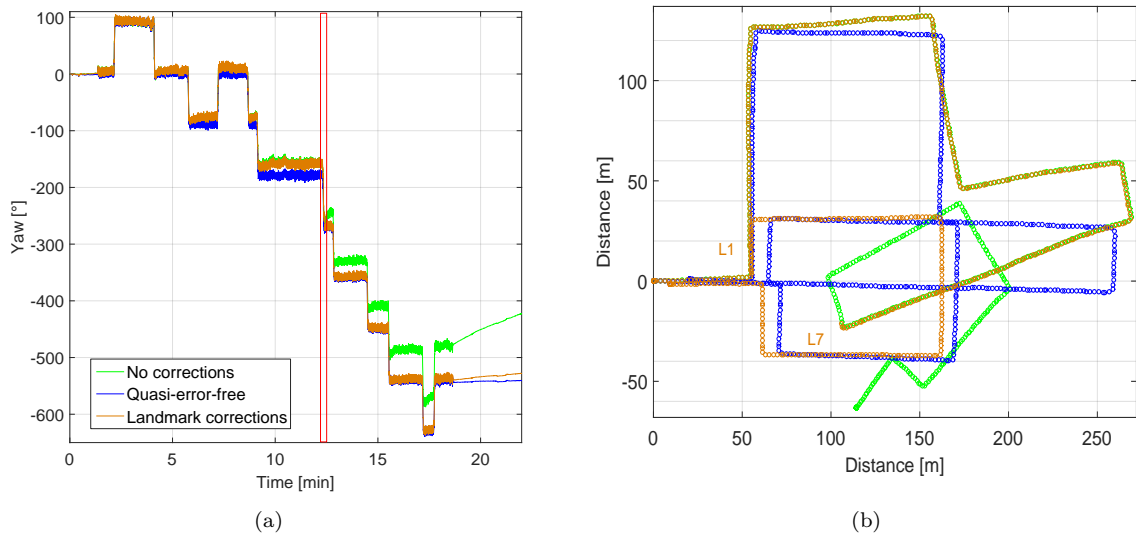 100
0
-100
-200
-300
-400
-500
-600
Yaw [°]
0
5
10
15
20
Time [min]
No corrections
Quasi-error-free
Landmark corrections
(a)
100
50
0
-50
Distance [m]
0
50
100
150
200
250
Distance [m]
L1
L7
(b)